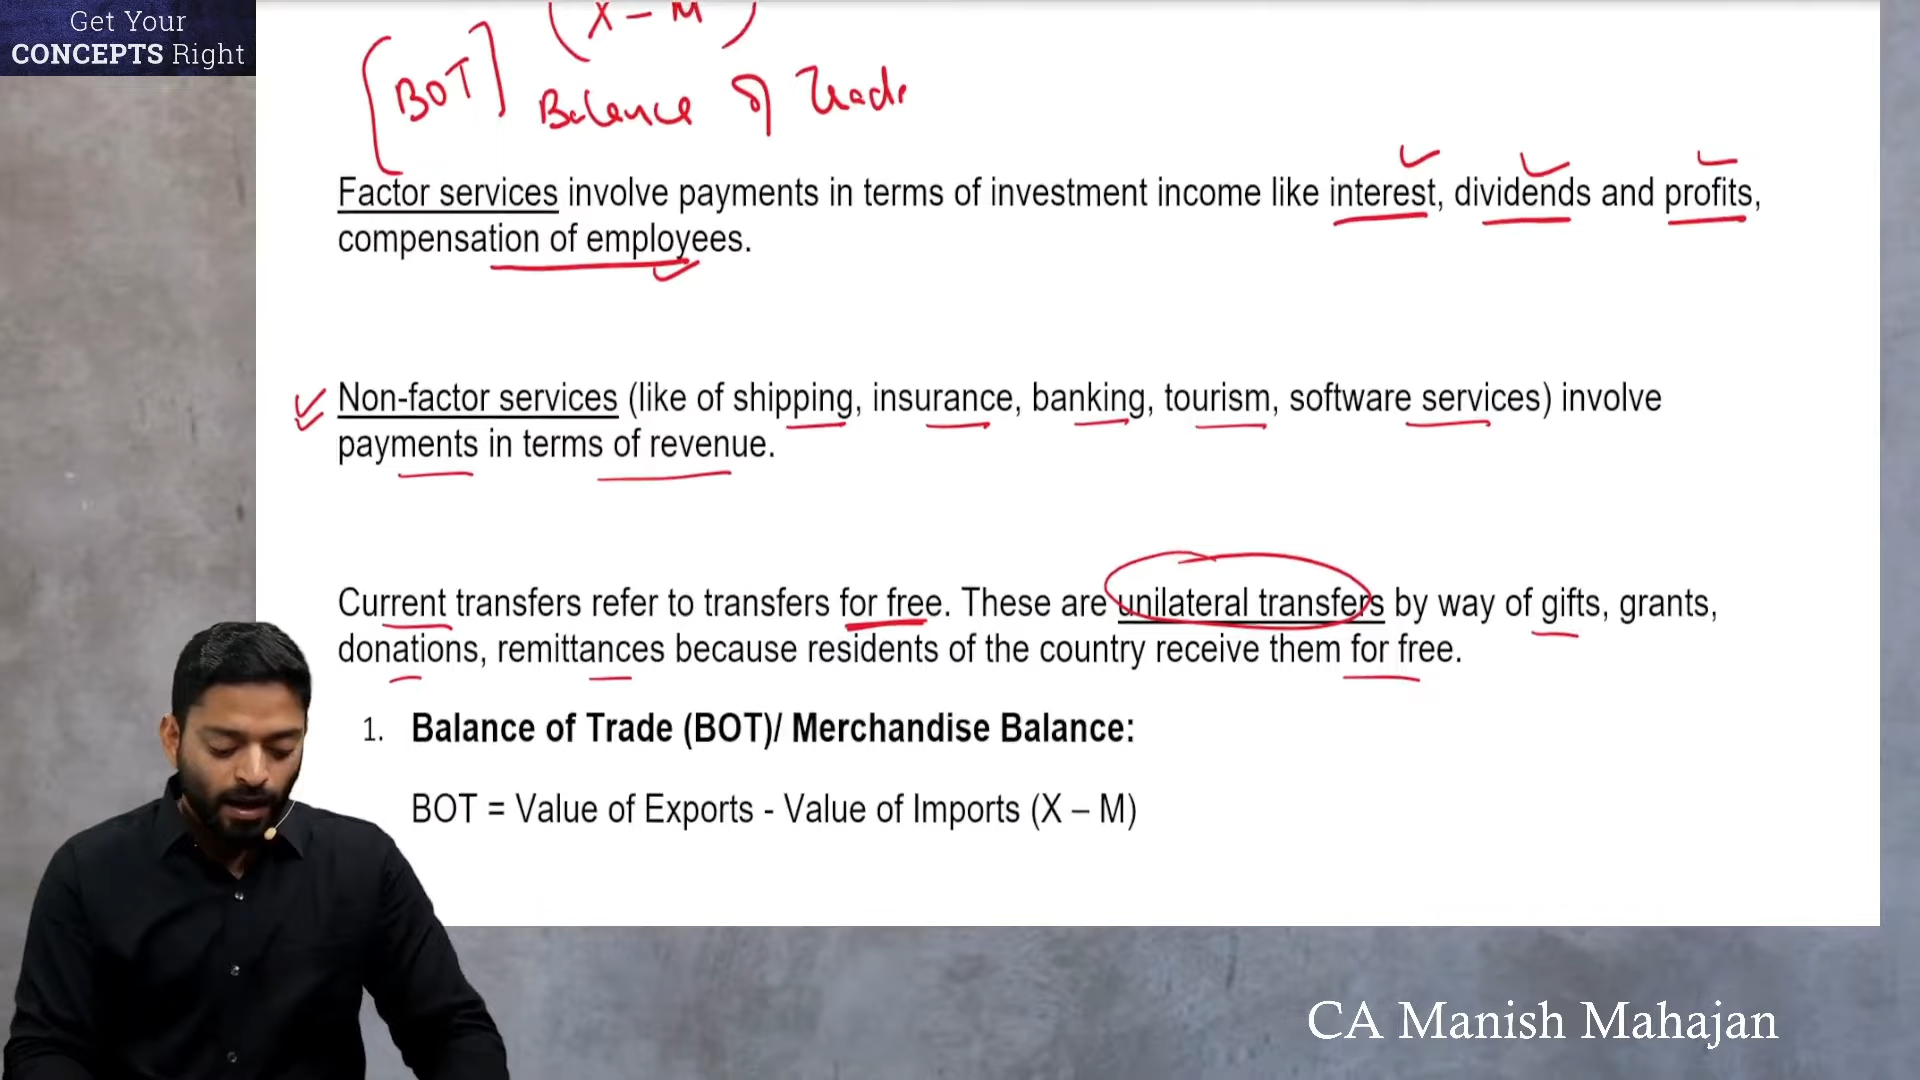 Get Your
CONCEPTS Right
(X - M)
[BOT] Balance of Trade
Factor services involve payments in terms of investment income like interest, dividends and profits,
compensation of employees.
Non-factor services (like of shipping, insurance, banking, tourism, software services) involve
payments in terms of revenue.
Current transfers refer to transfers for free. These are unilateral transfers by way of gifts, grants,
donations, remittances because residents of the country receive them for free.
1. Balance of Trade (BOT)/ Merchandise Balance:
BOT = Value of Exports - Value of Imports (X – M)
CA Manish Mahajan